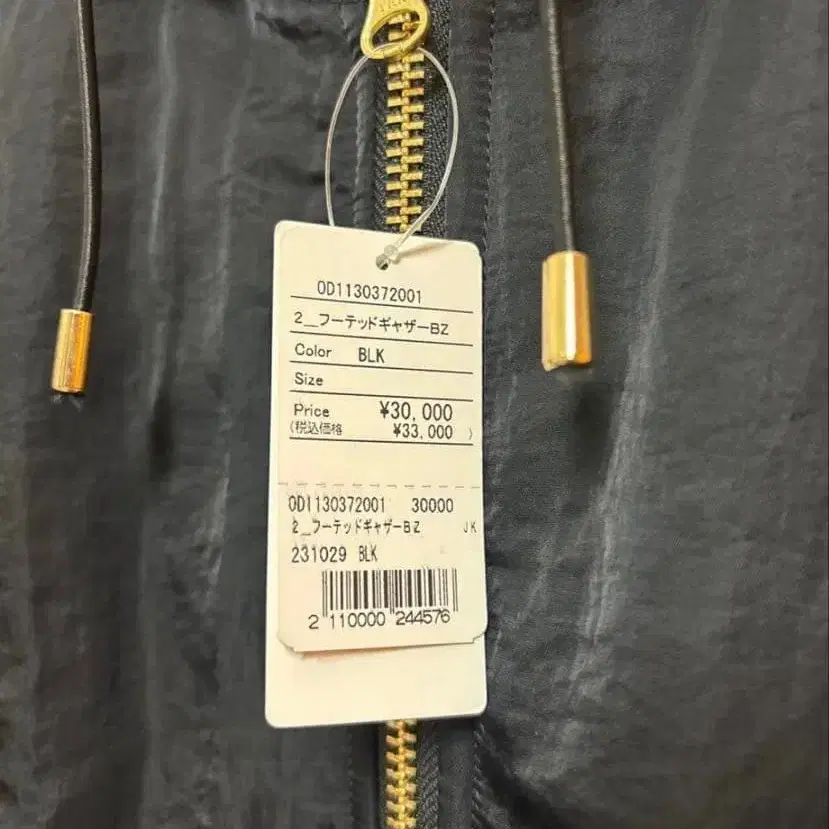 OD1130372001
2_フーテッドギャザーBZ
Color BLK
Size
Price ¥30,000
(税込価格 ¥33,000 )
OD1130372001 30000
2_フーテッドギャザーBZ JK
231029 BLK
2 110000 244576